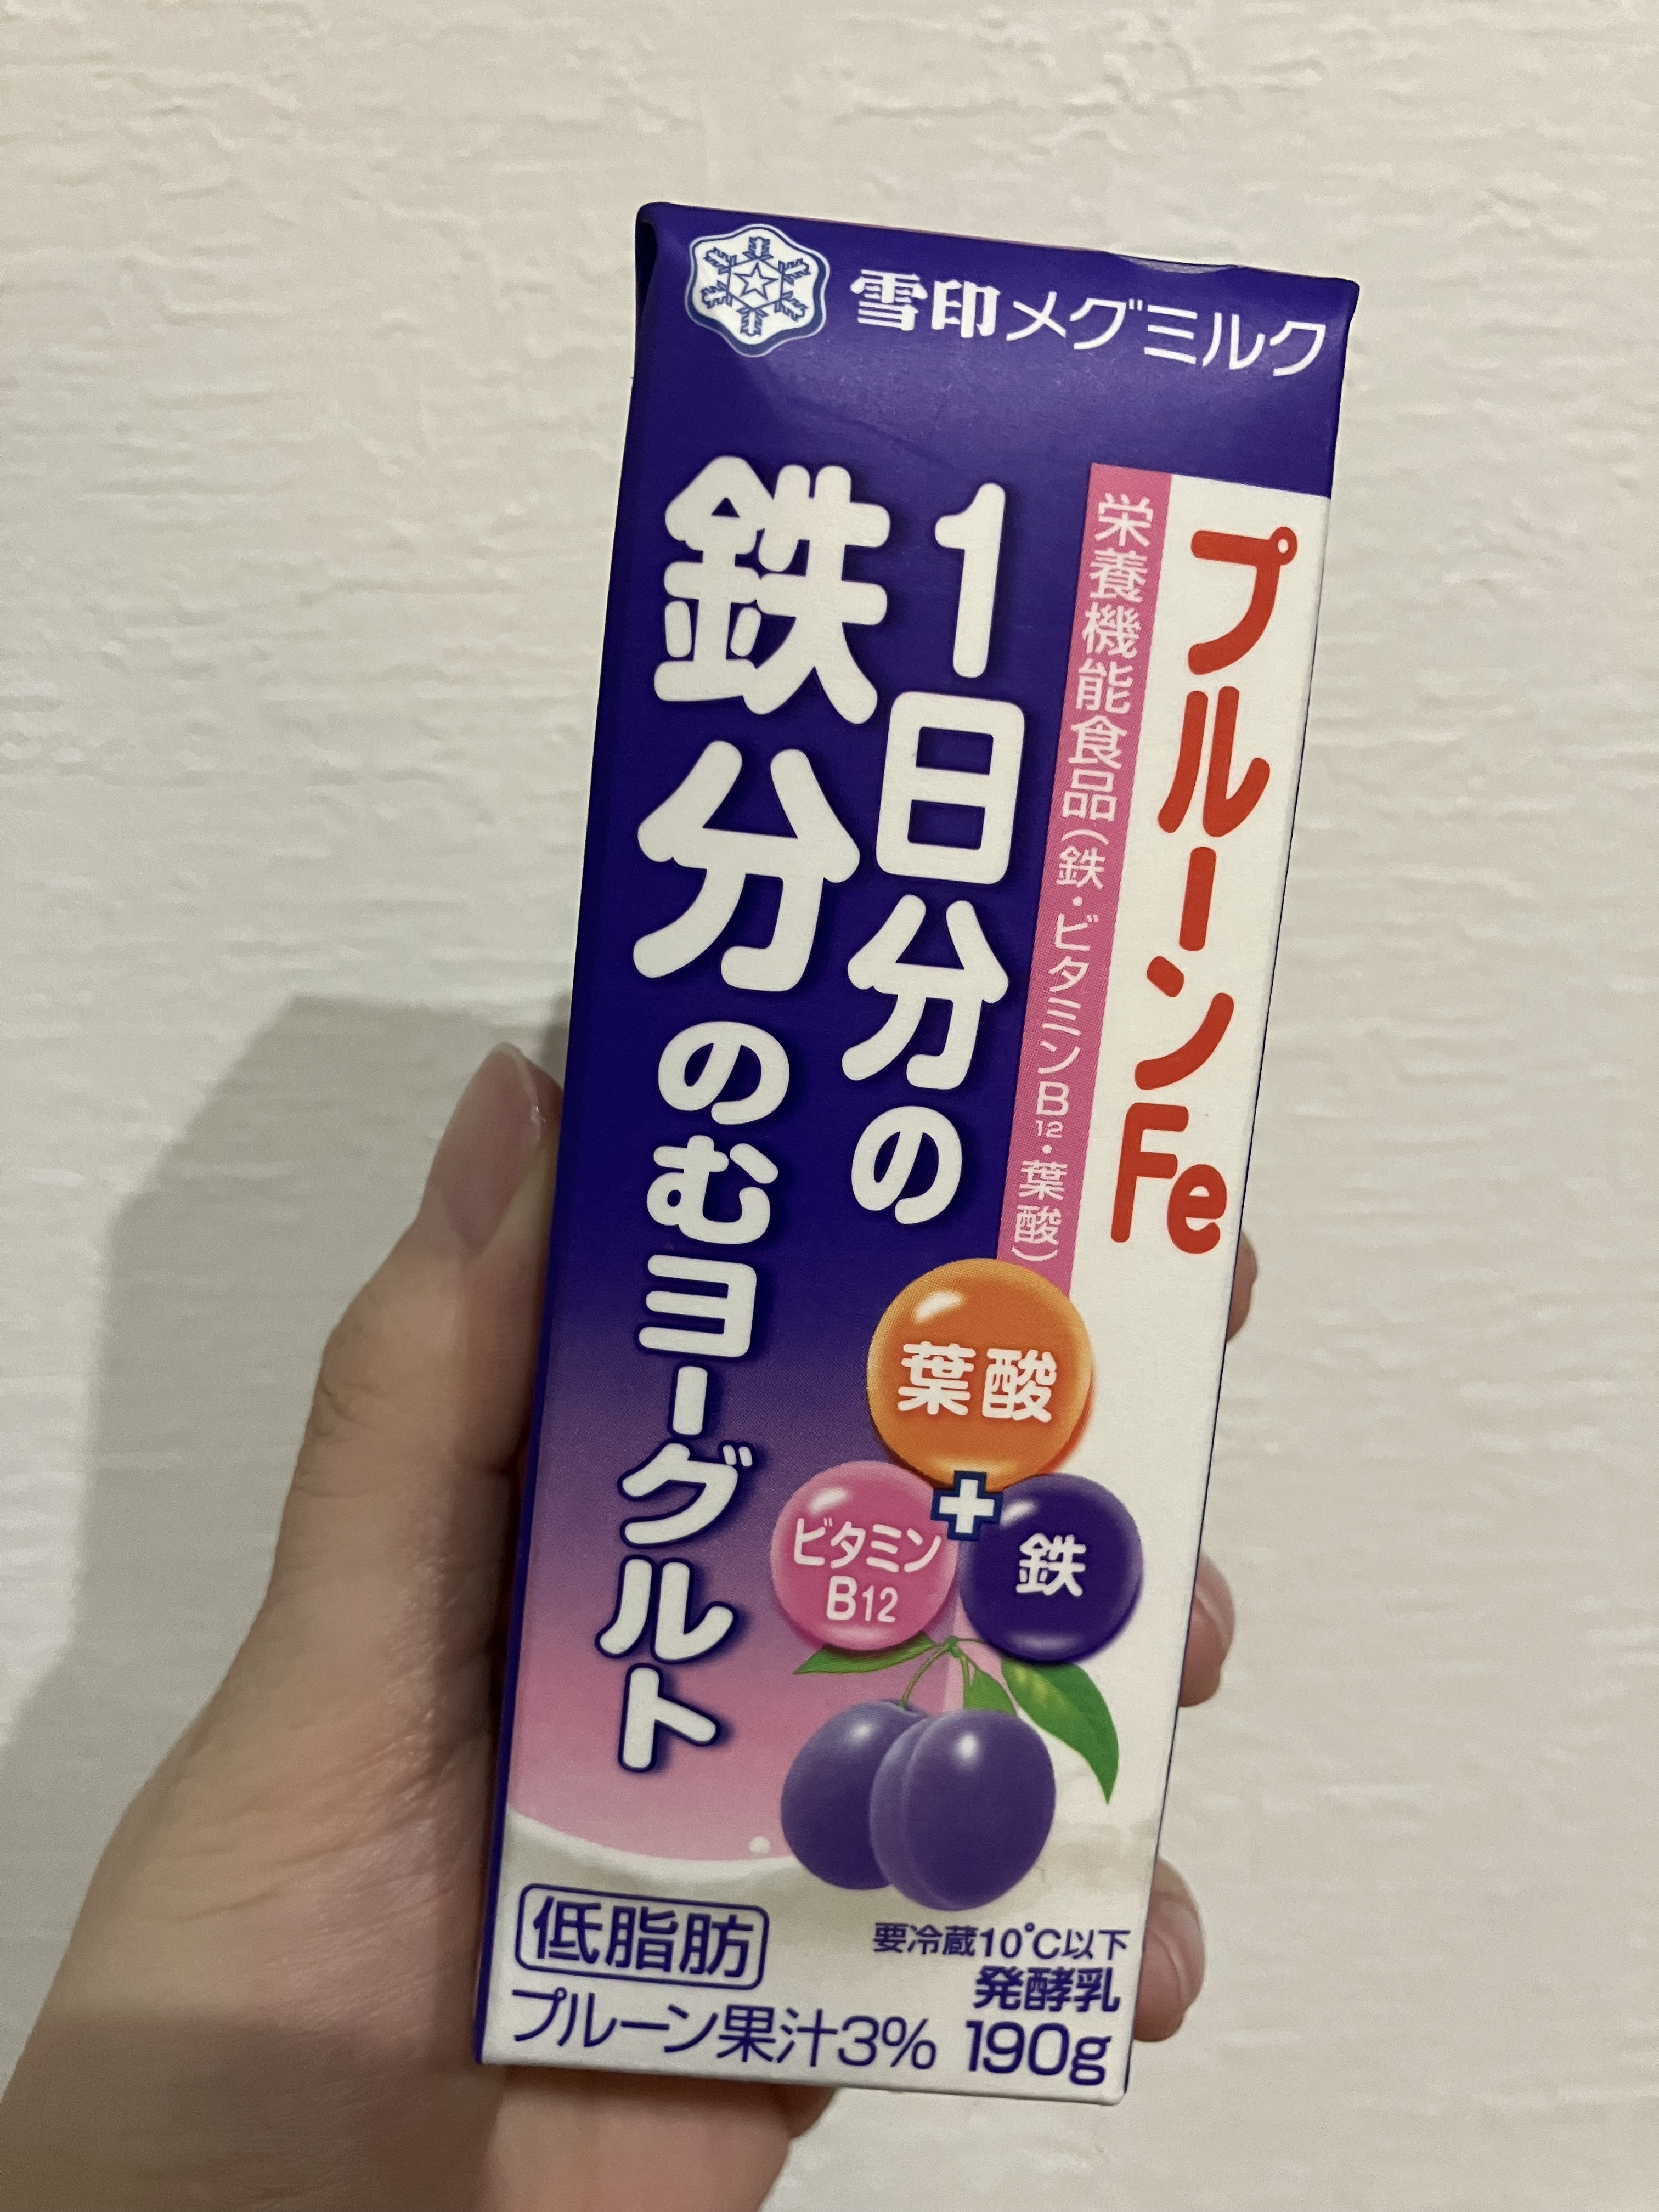 雪印メグミルク
プルーンFe
栄養機能食品(鉄・ビタミンB12・葉酸)
1日分の
鉄分のむヨーグルト
葉酸
ビタミン
B12
+
鉄
低脂肪
要冷蔵10℃以下
発酵乳
プルーン果汁3% 190g